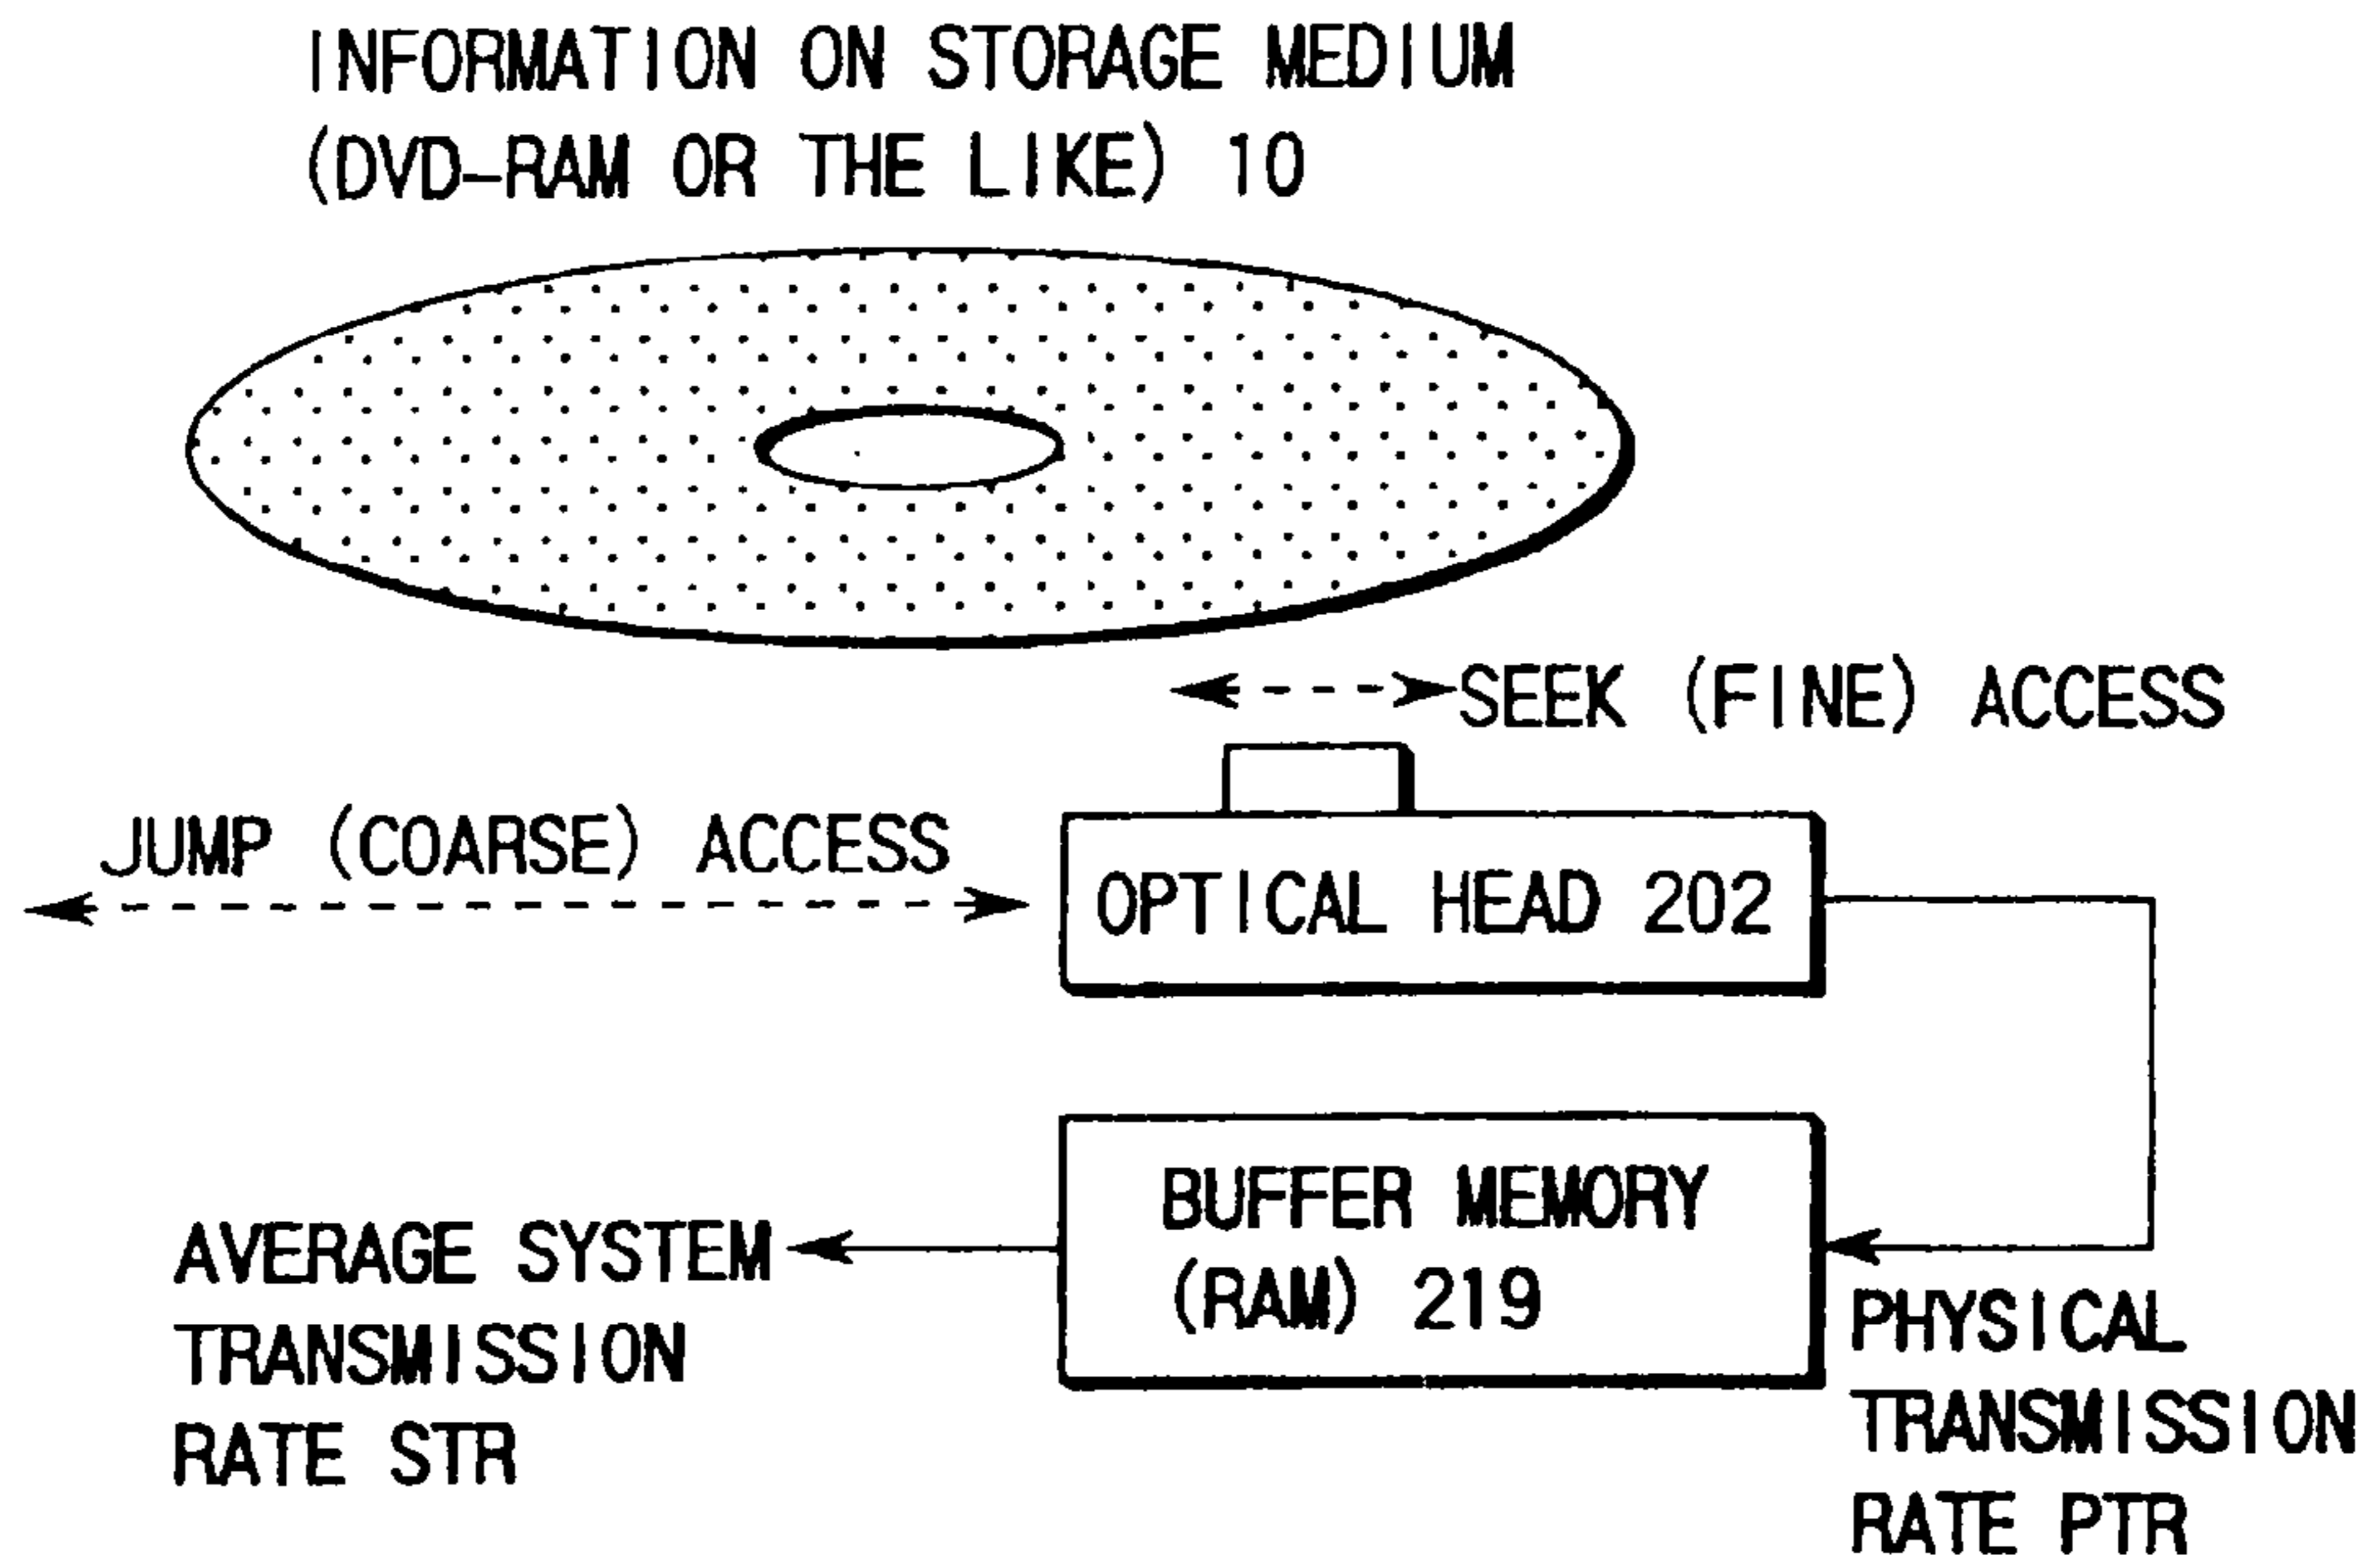 INFORMATION ON STORAGE MEDIUM
(DVD-RAM OR THE LIKE) 10
SEEK (FINE) ACCESS
JUMP (COARSE) ACCESS
OPTICAL HEAD 202
BUFFER MEMORY
(RAM) 219
AVERAGE SYSTEM
TRANSMISSION
RATE STR
PHYSICAL
TRANSMISSION
RATE PTR